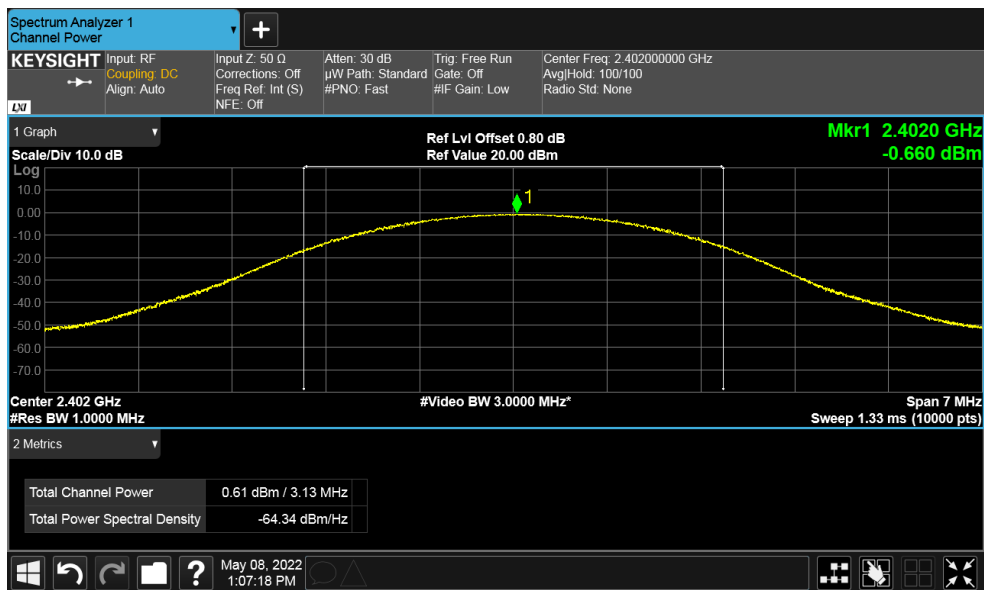 Spectrum Analyzer 1
Channel Power
+
KEYSIGHT
LXI
Input: RF
Coupling: DC
Align: Auto
Input Z: 50 Ω
Corrections: Off
Freq Ref: Int (S)
NFE: Off
Atten: 30 dB
µW Path: Standard
#PNO: Fast
Trig: Free Run
Gate: Off
#IF Gain: Low
Center Freq: 2.402000000 GHz
Avg|Hold: 100/100
Radio Std: None
1 Graph
Scale/Div 10.0 dB
Ref Lvl Offset 0.80 dB
Ref Value 20.00 dBm
Mkr1 2.4020 GHz
-0.660 dBm
Log
10.0
0.00
-10.0
-20.0
-30.0
-40.0
-50.0
-60.0
-70.0
1
Center 2.402 GHz
#Res BW 1.0000 MHz
#Video BW 3.0000 MHz*
Span 7 MHz
Sweep 1.33 ms (10000 pts)
2 Metrics
Total Channel Power 0.61 dBm / 3.13 MHz
Total Power Spectral Density -64.34 dBm/Hz
?
May 08, 2022
1:07:18 PM